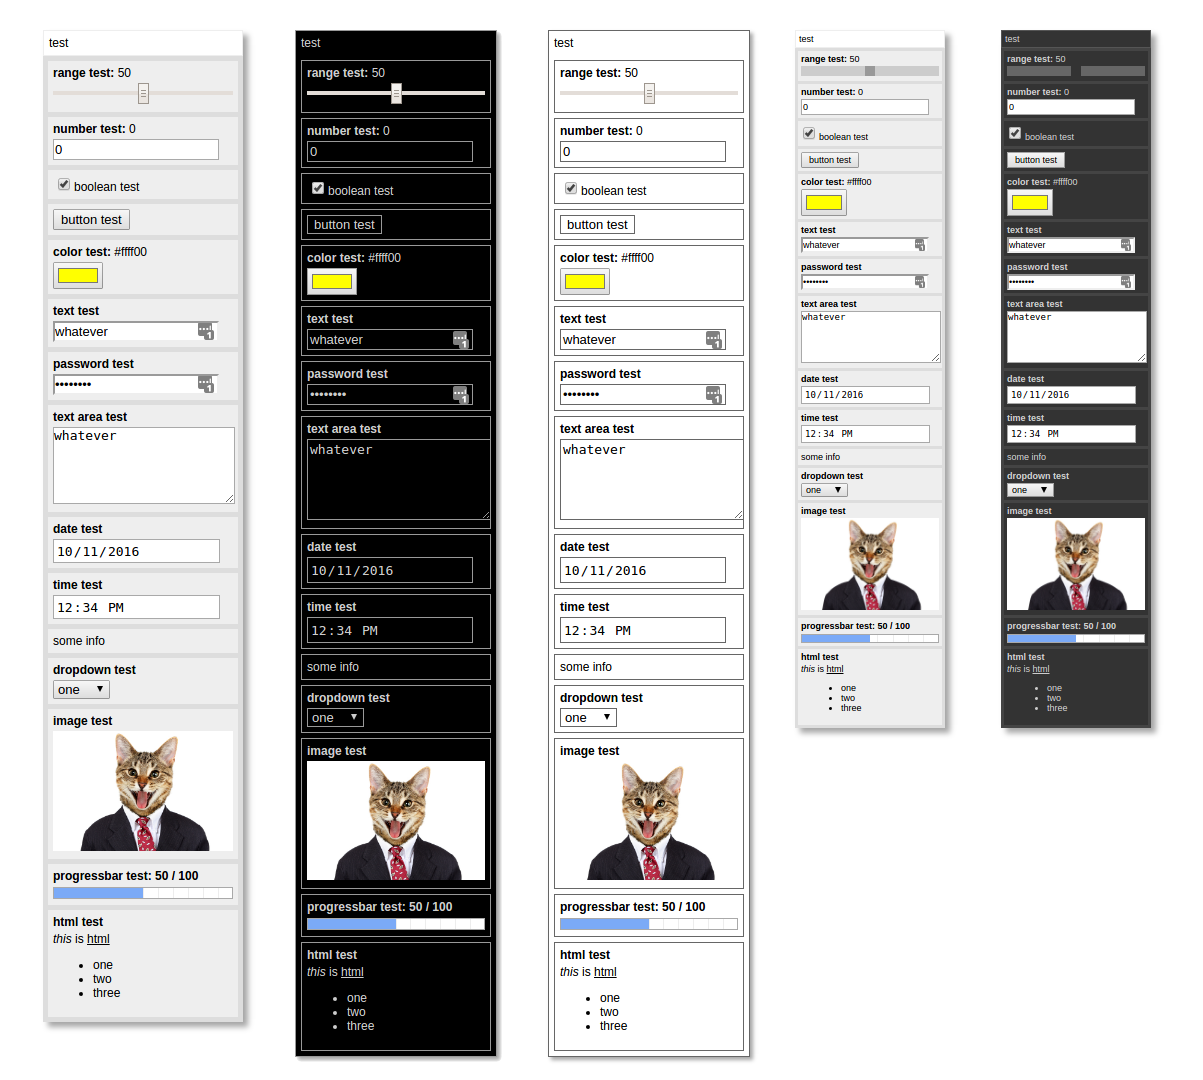 test
range test: 50
number test: 0
0
boolean test
button test
color test: #ffff00
text test
whatever
1
password test
••••••••
1
text area test
whatever
date test
10/11/2016
time test
12:34 PM
some info
dropdown test
one
image test
progressbar test: 50 / 100
html test
this is html
• one
• two
• three
test
range test: 50
number test: 0
0
boolean test
button test
color test: #ffff00
text test
whatever
1
password test
••••••••
1
text area test
whatever
date test
10/11/2016
time test
12:34 PM
some info
dropdown test
one
image test
progressbar test: 50 / 100
html test
this is html
• one
• two
• three
test
range test: 50
number test: 0
0
boolean test
button test
color test: #ffff00
text test
whatever
1
password test
••••••••
1
text area test
whatever
date test
10/11/2016
time test
12:34 PM
some info
dropdown test
one
image test
progressbar test: 50 / 100
html test
this is html
• one
• two
• three
test
range test: 50
number test: 0
0
boolean test
button test
color test: #ffff00
text test
whatever
1
password test
••••••••
1
text area test
whatever
date test
10/11/2016
time test
12:34 PM
some info
dropdown test
one
image test
progressbar test: 50 / 100
html test
this is html
• one
• two
• three
test
range test: 50
number test: 0
0
boolean test
button test
color test: #ffff00
text test
whatever
1
password test
••••••••
1
text area test
whatever
date test
10/11/2016
time test
12:34 PM
some info
dropdown test
one
image test
progressbar test: 50 / 100
html test
this is html
• one
• two
• three